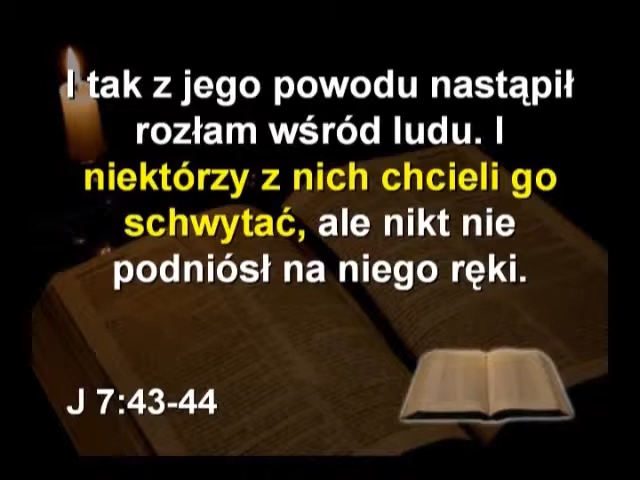 I tak z jego powodu nastąpił
rozłam wśród ludu. I
niektórzy z nich chcieli go
schwytać, ale nikt nie
podniósł na niego ręki.
J 7:43-44